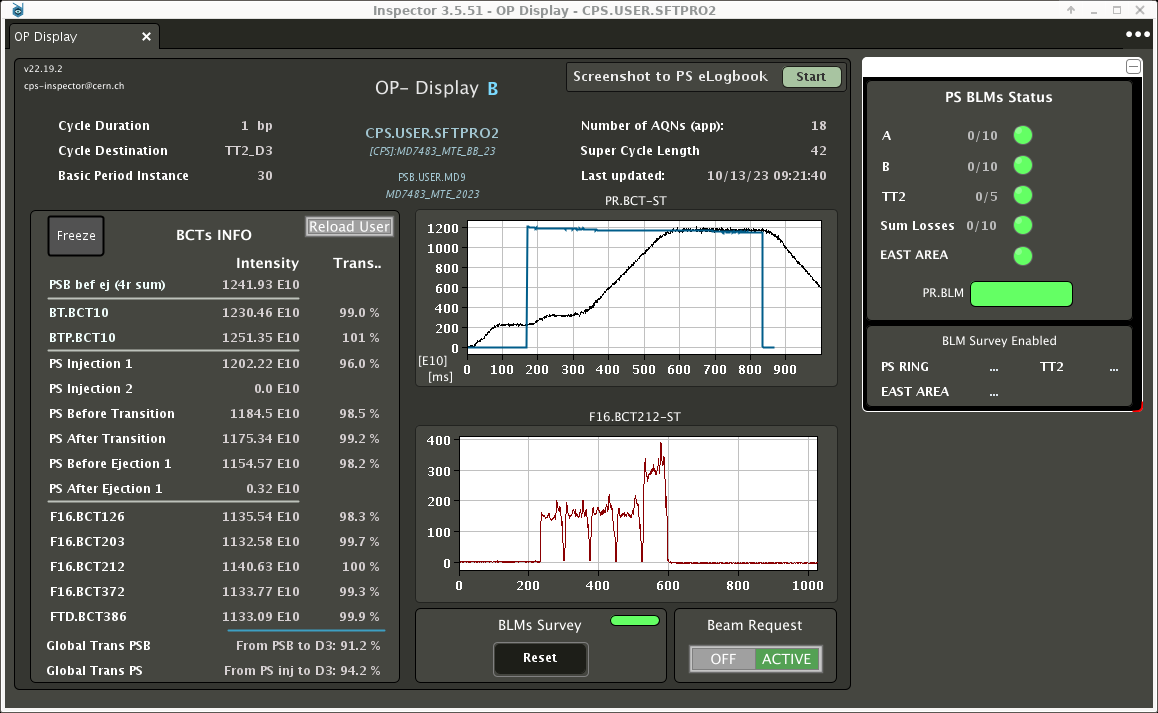 Inspector 3.5.51 - OP Display - CPS.USER.SFTPRO2
OP Display
v22.19.2
cps-inspector@cern.ch
OP- Display B
Screenshot to PS eLogbook Start
Cycle Duration 1 bp
Cycle Destination TT2_D3
Basic Period Instance 30
CPS.USER.SFTPRO2
[CPS]:MD7483_MTE_BB_23
PSB.USER.MD9
MD7483_MTE_2023
Number of AQNs (app): 18
Super Cycle Length 42
Last updated: 10/13/23 09:21:40
Freeze
BCTs INFO
Reload User
Intensity Trans..
PSB bef ej (4r sum) 1241.93 E10
BT.BCT10 1230.46 E10 99.0 %
BTP.BCT10 1251.35 E10 101 %
PS Injection 1 1202.22 E10 96.0 %
PS Injection 2 0.0 E10
PS Before Transition 1184.5 E10 98.5 %
PS After Transition 1175.34 E10 99.2 %
PS Before Ejection 1 1154.57 E10 98.2 %
PS After Ejection 1 0.32 E10
F16.BCT126 1135.54 E10 98.3 %
F16.BCT203 1132.58 E10 99.7 %
F16.BCT212 1140.63 E10 100 %
F16.BCT372 1133.77 E10 99.3 %
FTD.BCT386 1133.09 E10 99.9 %
Global Trans PSB From PSB to D3: 91.2 %
Global Trans PS From PS inj to D3: 94.2 %
PR.BCT-ST
1200
1000
800
600
400
200
0
[E10]
[ms]
0 100 200 300 400 500 600 700 800 900
F16.BCT212-ST
400
300
200
100
0
0 200 400 600 800 1000
BLMs Survey
Reset
Beam Request
OFF ACTIVE
PS BLMs Status
A 0/10
B 0/10
TT2 0/5
Sum Losses 0/10
EAST AREA
PR.BLM
BLM Survey Enabled
PS RING ... TT2 ...
EAST AREA ...